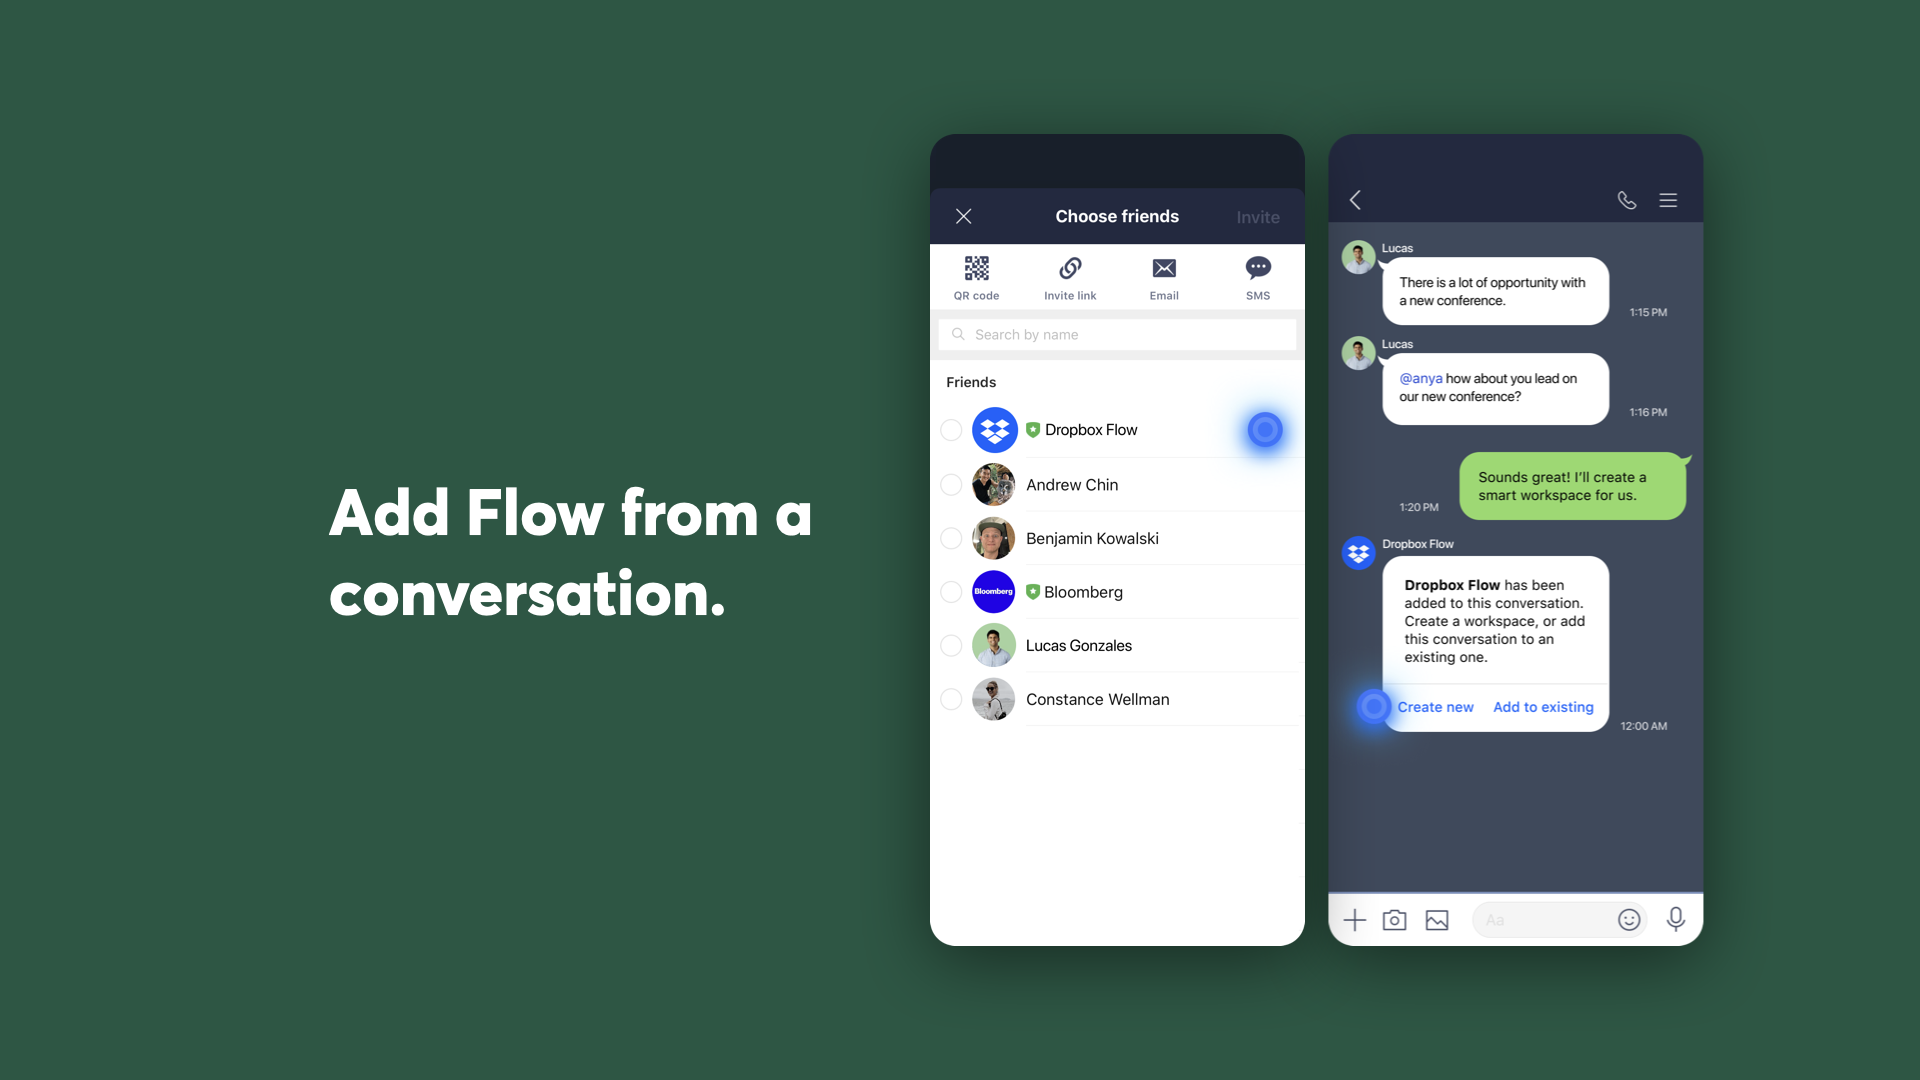 Add Flow from a
conversation.
Choose friends
Invite
QR code
Invite link
Email
SMS
Search by name
Friends
Dropbox Flow
Andrew Chin
Benjamin Kowalski
Bloomberg
Bloomberg
Lucas Gonzales
Constance Wellman
Lucas
There is a lot of opportunity with
a new conference.
1:15 PM
Lucas
@anya how about you lead on
our new conference?
1:16 PM
Sounds great! I’ll create a
smart workspace for us.
1:20 PM
Dropbox Flow
Dropbox Flow has been
added to this conversation.
Create a workspace, or add
this conversation to an
existing one.
Create new
Add to existing
12:00 AM
Aa